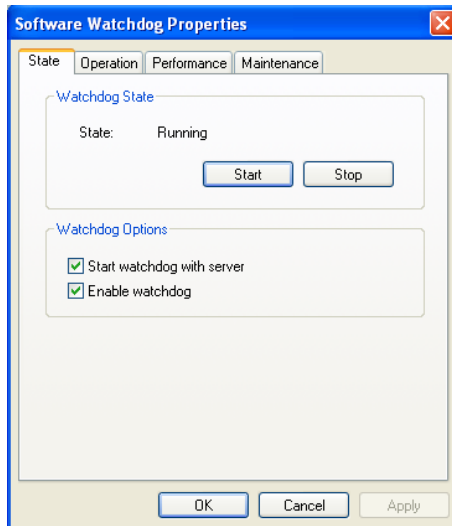 Software Watchdog Properties
State Operation Performance Maintenance
Watchdog State
State: Running
Start Stop
Watchdog Options
Start watchdog with server
Enable watchdog
OK Cancel Apply